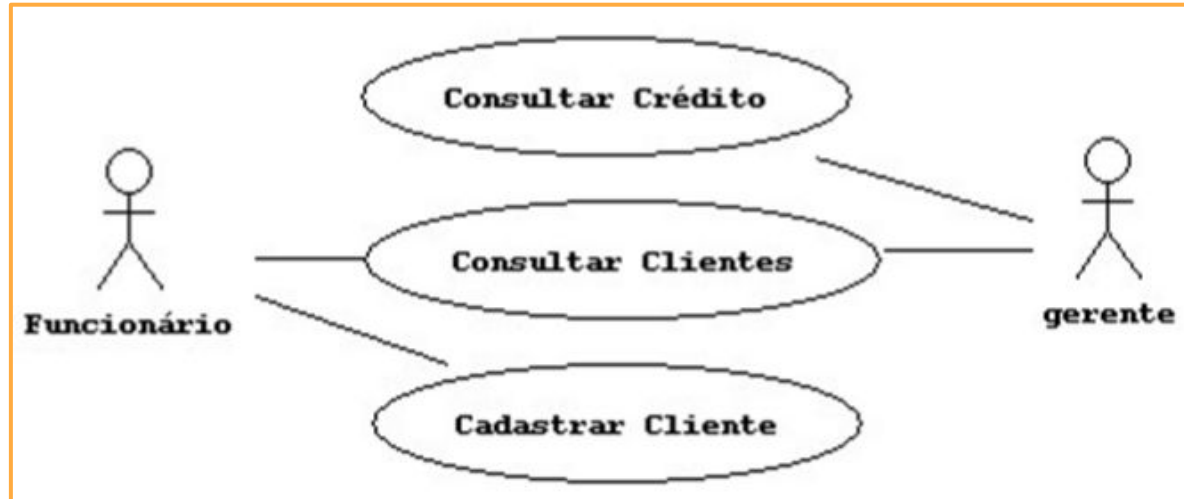 Consultar Crédito
Consultar Clientes
Funcionário
gerente
Cadastrar Cliente